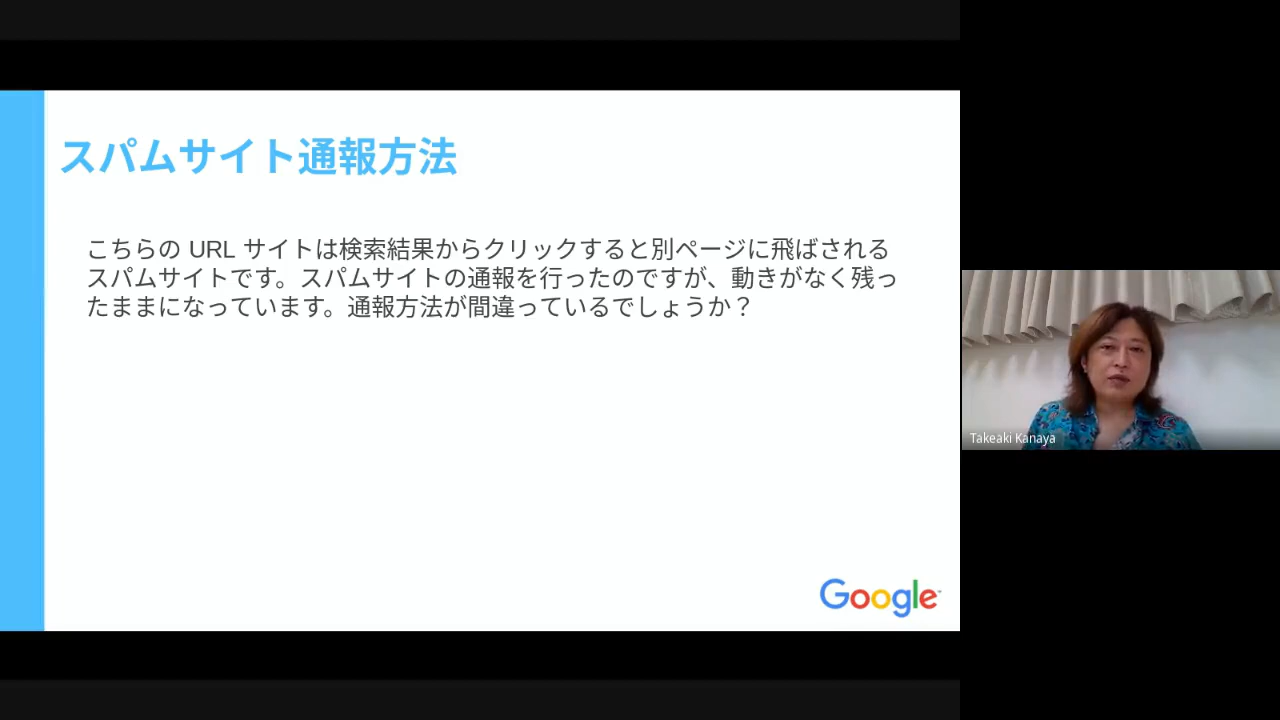 スパムサイト通報方法
こちらの URL サイトは検索結果からクリックすると別ページに飛ばされる
スパムサイトです。スパムサイトの通報を行ったのですが、動きがなく残っ
たままになっています。通報方法が間違っているでしょうか？
Google
Takeaki Kanaya